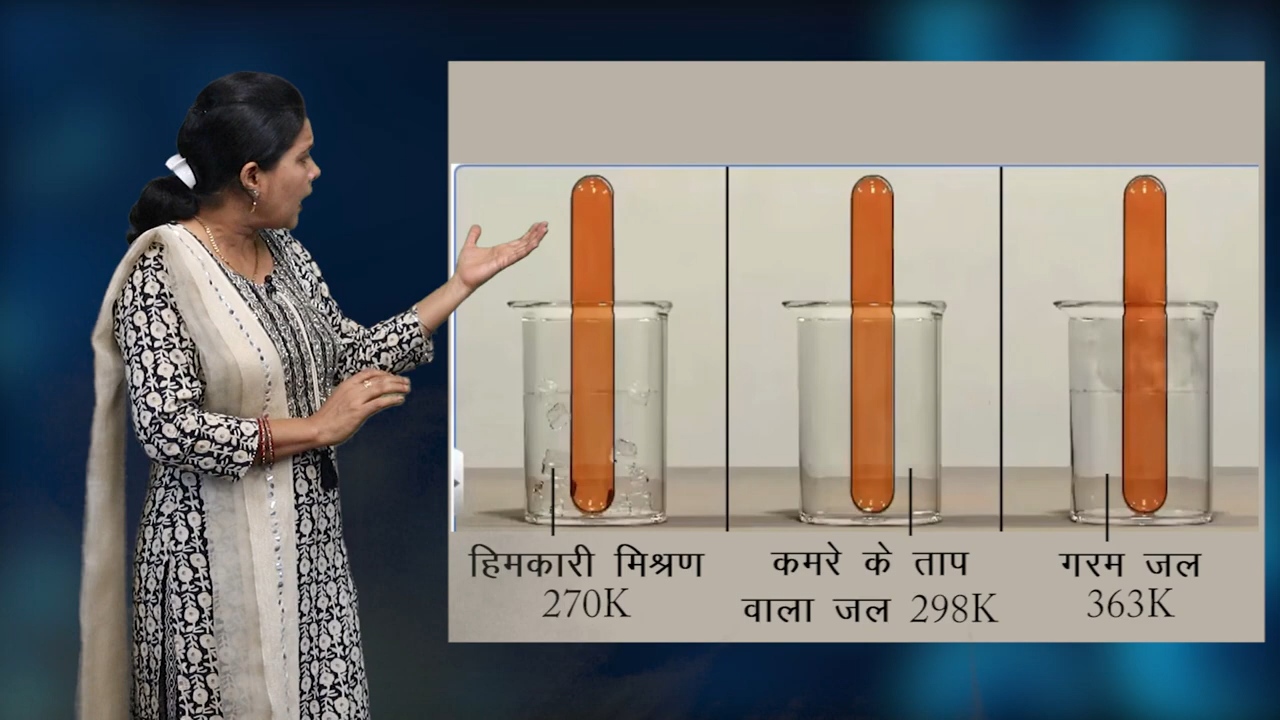 हिमकारी मिश्रण
270K
कमरे के ताप
वाला जल 298K
गरम जल
363K